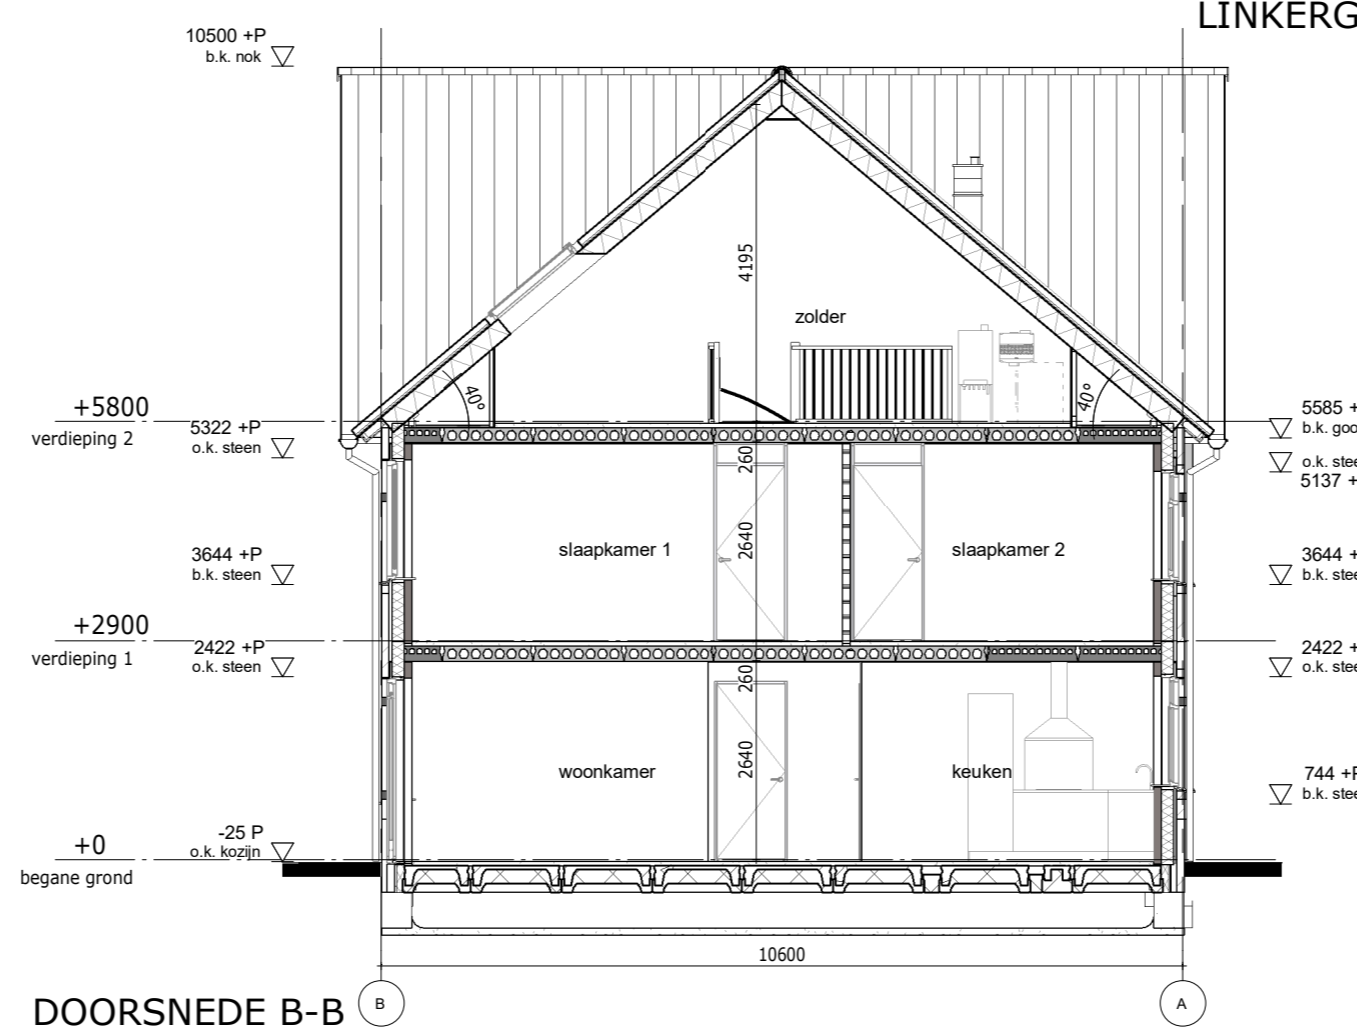 LINKERG
10500 +P
b.k. nok
4195
zolder
40°
40°
+5800
verdieping 2
5322 +P
o.k. steen
5585 +
b.k. goo
o.k. stee
5137 +
260
2640
slaapkamer 1
slaapkamer 2
3644 +P
b.k. steen
3644 +
b.k. stee
+2900
verdieping 1
2422 +P
o.k. steen
2422 +
o.k. stee
260
2640
woonkamer
keuken
744 +P
b.k. stee
+0
begane grond
-25 P
o.k. kozijn
10600
DOORSNEDE B-B
B
A